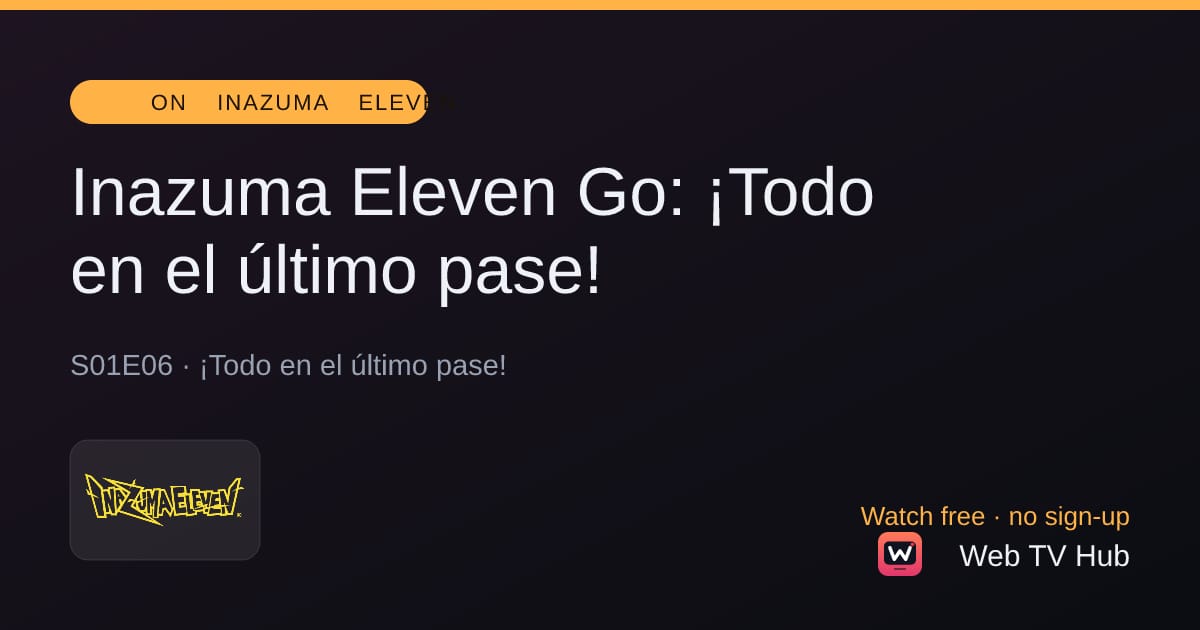 ON INAZUMA ELEVEN
Inazuma Eleven Go: ¡Todo
en el último pase!
S01E06 · ¡Todo en el último pase!
INAZUMA ELEVEN
Watch free · no sign-up
W
Web TV Hub